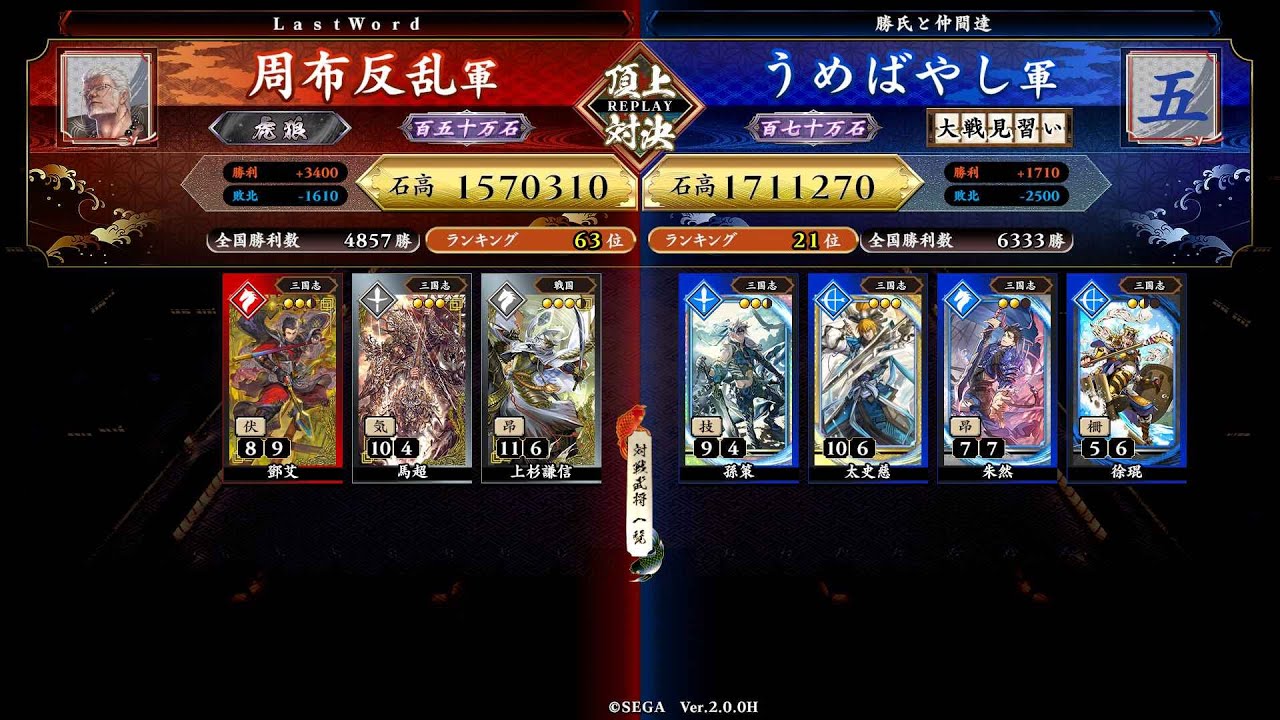 LastWord
勝氏と仲間達
周布反乱軍
頂上
REPLAY
対決
うめばやし軍
五
百五十万石
百七十万石
大戦見習い
勝利 +3400
敗北 -1610
石高 1570310
石高 1711270
勝利 +1710
敗北 -2500
全国勝利数 4857勝
ランキング 63位
ランキング 21位
全国勝利数 6333勝
三国志
三国志
戦国
三国志
三国志
三国志
三国志
伏
気
昂
技
昂
柵
8 9
10 4
11 6
9 4
10 6
7 7
5 6
鄧艾
馬超
上杉謙信
孫策
太史慈
朱然
徐琨
対戦武将一覧
©SEGA Ver.2.0.0H